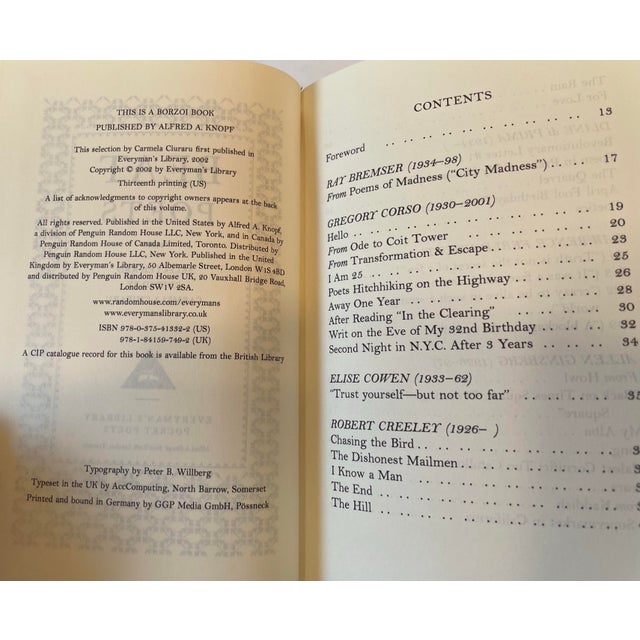 THIS IS A BORZOI BOOK
PUBLISHED BY ALFRED A. KNOPF
This selection by Carmela Ciuraru first published in
Everyman's Library, 2002
Copyright © 2002 by Everyman's Library
Thirteenth printing (US)
A list of acknowledgments to copyright owners appears at the back
of this volume.
All rights reserved. Published in the United States by Alfred A. Knopf,
a division of Penguin Random House LLC, New York, and in Canada by
Penguin Random House of Canada Limited, Toronto. Distributed by
Penguin Random House LLC, New York. Published in the United
Kingdom by Everyman's Library, 50 Albemarle Street, London W1S 4BD
and distributed by Penguin Random House UK, 20 Vauxhall Bridge Road,
London SW1V 2SA.
www.randomhouse/everymans
www.everymanslibrary.co.uk
ISBN 978-0-375-41332-2 (US)
978-1-84159-749-2 (UK)
A CIP catalogue record for this book is available from the British Library
Typography by Peter B. Willberg
Typeset in the UK by AccComputing, North Barrow, Somerset
Printed and bound in Germany by GGP Media GmbH, Pössneck
CONTENTS
Foreword .. .. .. .. .. .. .. .. .. 13
RAY BREMSER (1934–98)
From Poems of Madness ("City Madness") .. .. .. 17
GREGORY CORSO (1930–2001)
Hello .. .. .. .. .. .. .. .. .. 19
From Ode to Coit Tower .. .. .. .. .. 20
From Transformation & Escape .. .. .. .. 23
I Am 25 .. .. .. .. .. .. .. .. 25
Poets Hitchhiking on the Highway .. .. .. .. 26
Away One Year .. .. .. .. .. .. .. 28
After Reading "In the Clearing" .. .. .. .. 30
Writ on the Eve of My 32nd Birthday .. .. .. 32
Second Night in N.Y.C. After 3 Years .. .. .. 34
ELISE COWEN (1933–62)
"Trust yourself—but not too far" .. .. .. .. 35
ROBERT CREELEY (1926– )
Chasing the Bird .. .. .. .. .. .. .. 3
The Dishonest Mailmen .. .. .. .. .. 3
I Know a Man .. .. .. .. .. .. .. 3
The End .. .. .. .. .. .. .. ..
The Hill .. .. .. .. .. .. .. ..